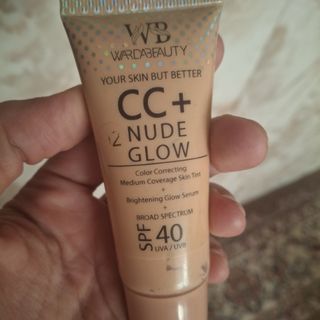 WB
WARDABEAUTY
YOUR SKIN BUT BETTER
CC+
2 NUDE
GLOW
Color Correcting
Medium Coverage Skin Tint
+
Brightening Glow Serum
+
BROAD SPECTRUM
SPF 40
UVA / UVB